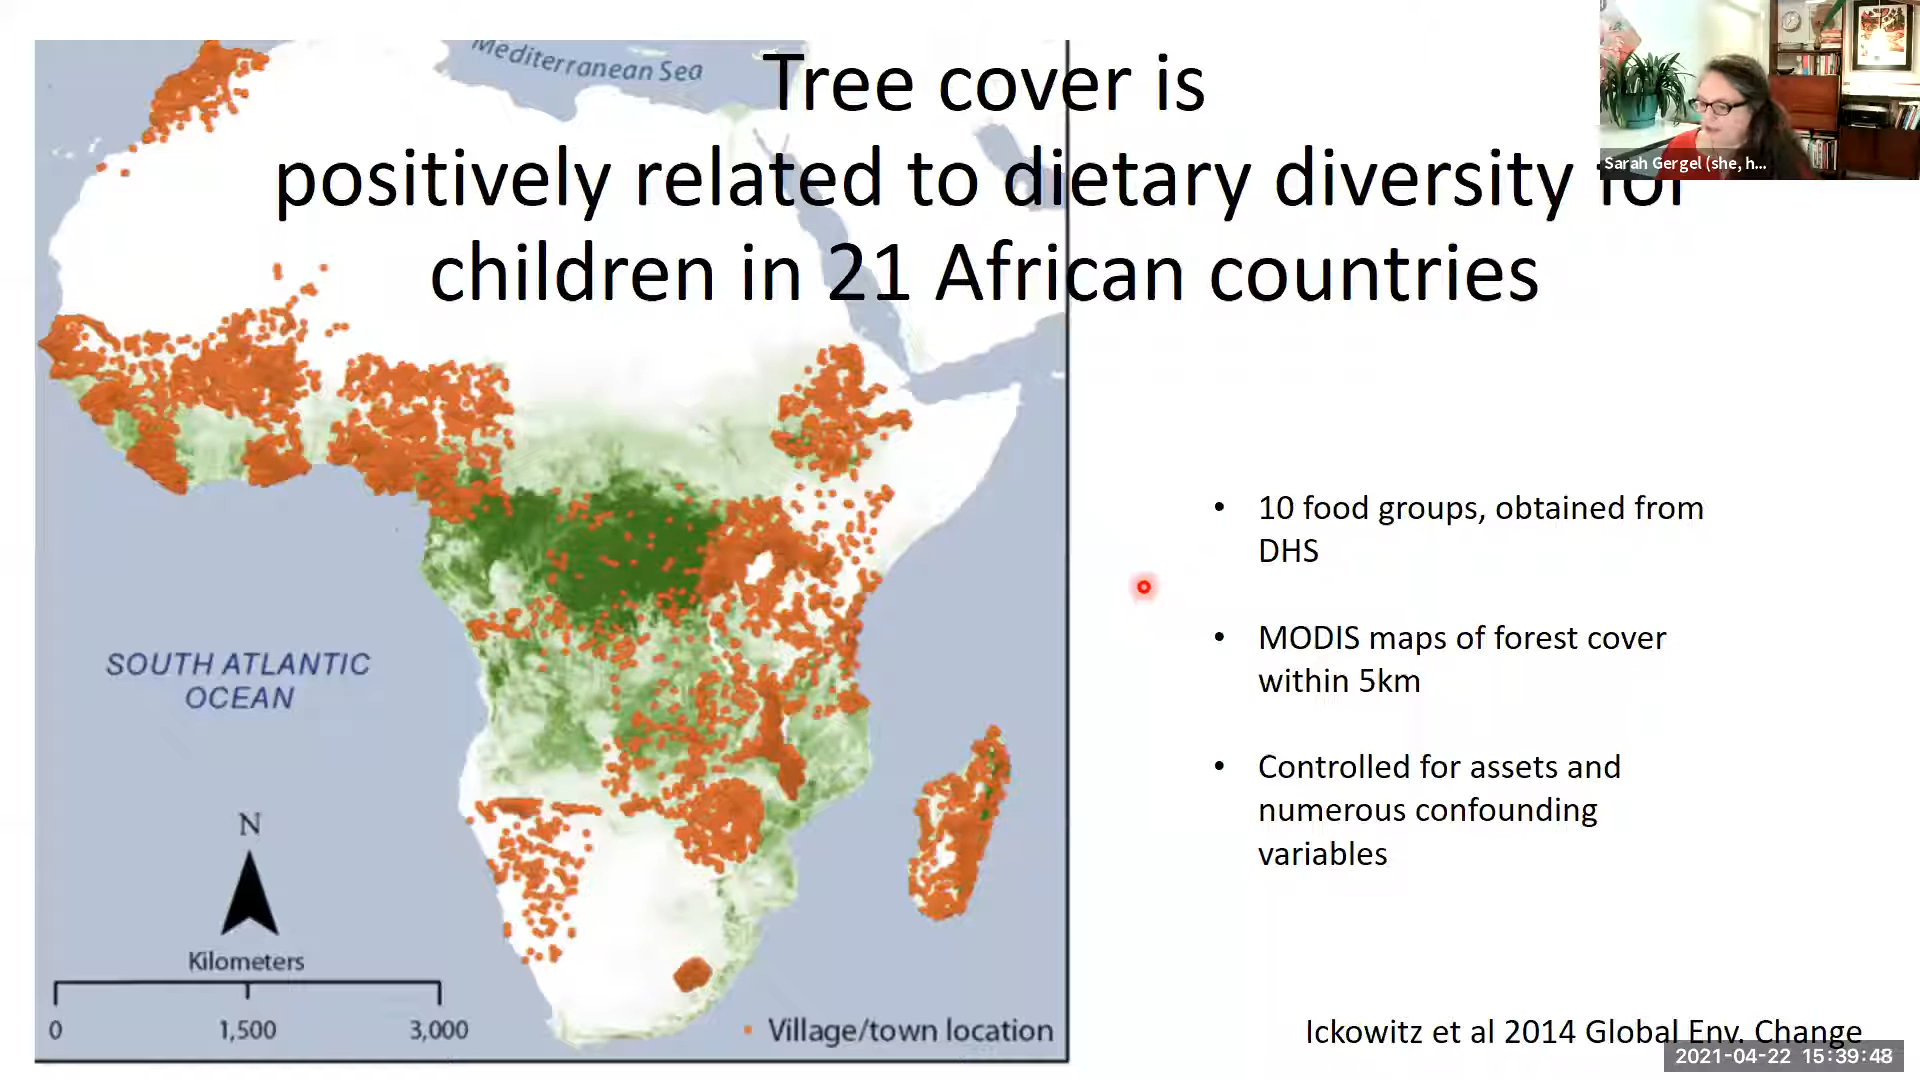 Mediterranean Sea
Tree cover is
positively related to dietary diversity for
children in 21 African countries
Sarah Gergel (she, h...
10 food groups, obtained from
DHS
MODIS maps of forest cover
within 5km
Controlled for assets and
numerous confounding
variables
SOUTH ATLANTIC
OCEAN
N
Kilometers
0 1,500 3,000
Village/town location
Ickowitz et al 2014 Global Env. Change
2021-04-22 15:39:48